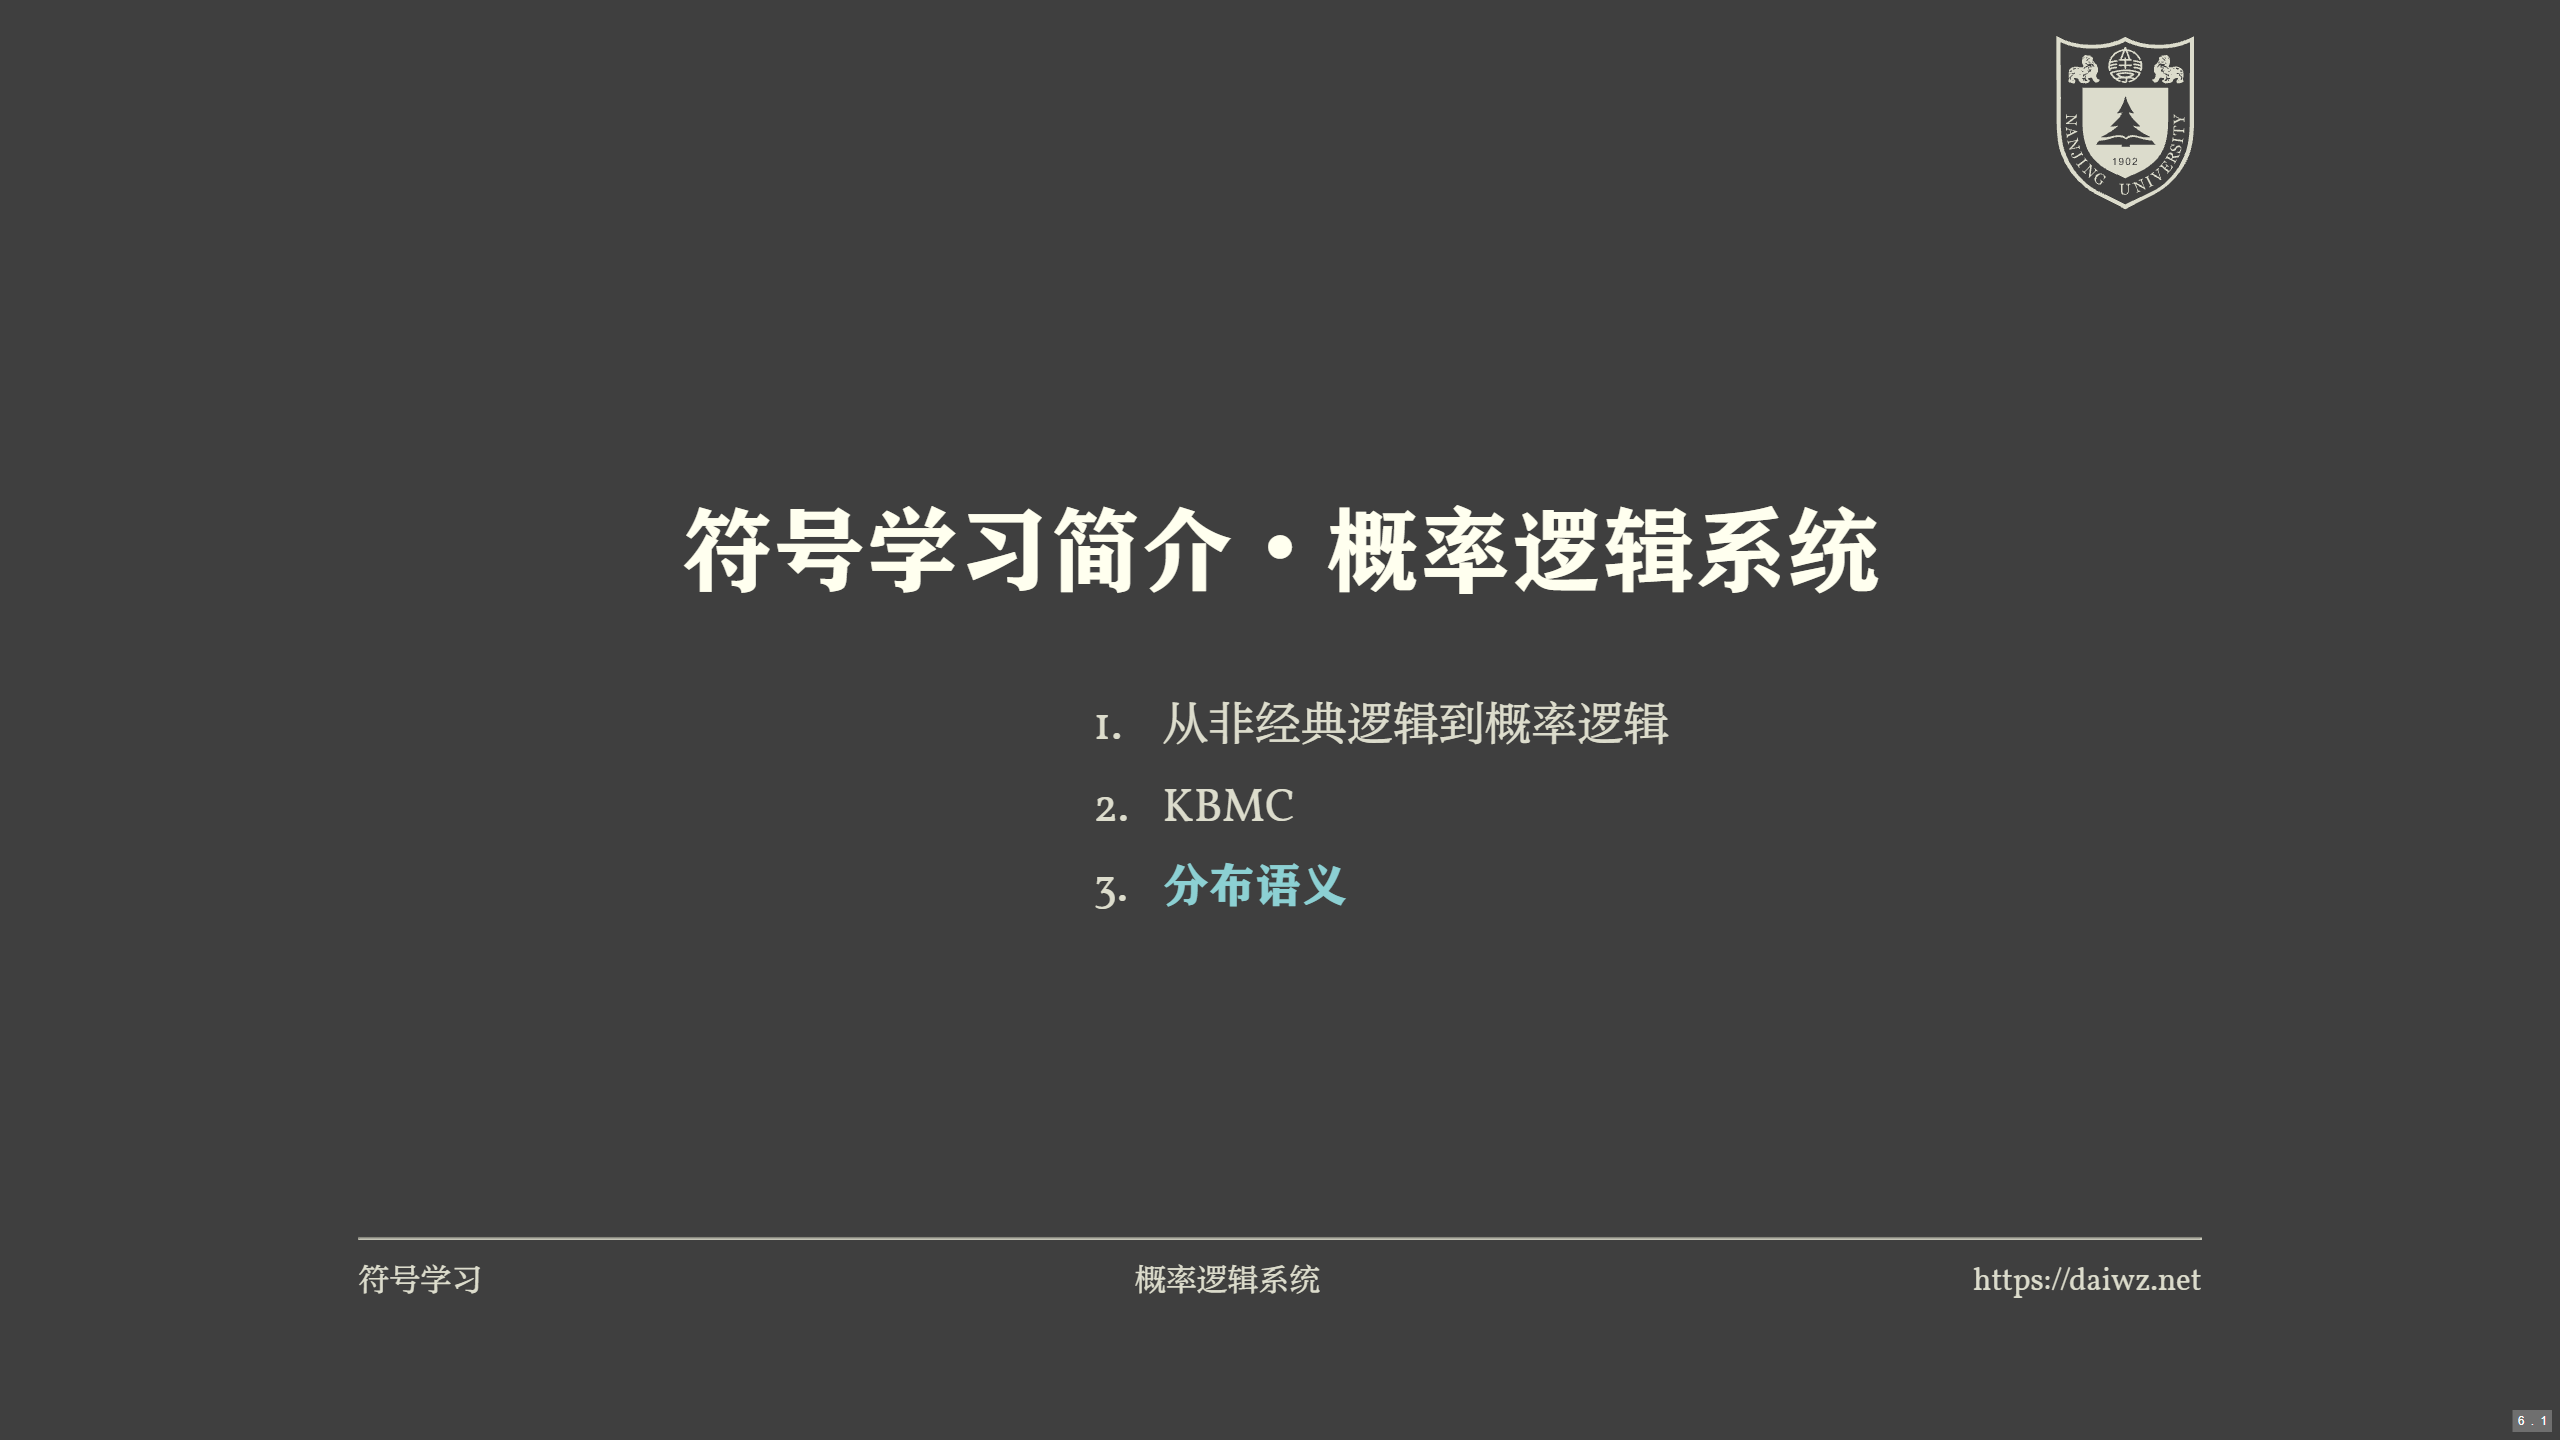 NANJING UNIVERSITY
1902
符号学习简介·概率逻辑系统
1. 从非经典逻辑到概率逻辑
2. KBMC
3. 分布语义
符号学习 概率逻辑系统 https://daiwz.net
6 . 1